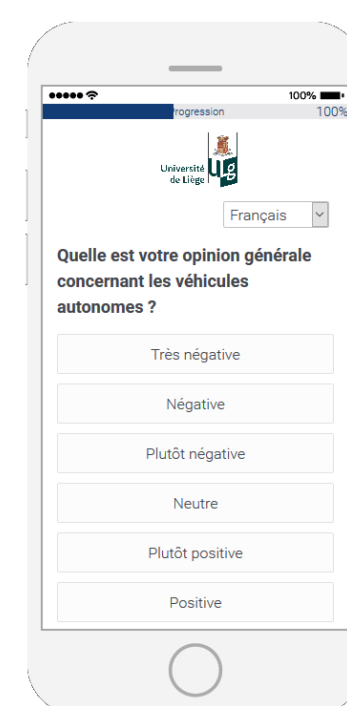 100%
rogression 100%
Université
de Liège
ULg
Français
Quelle est votre opinion générale
concernant les véhicules
autonomes ?
Très négative
Négative
Plutôt négative
Neutre
Plutôt positive
Positive